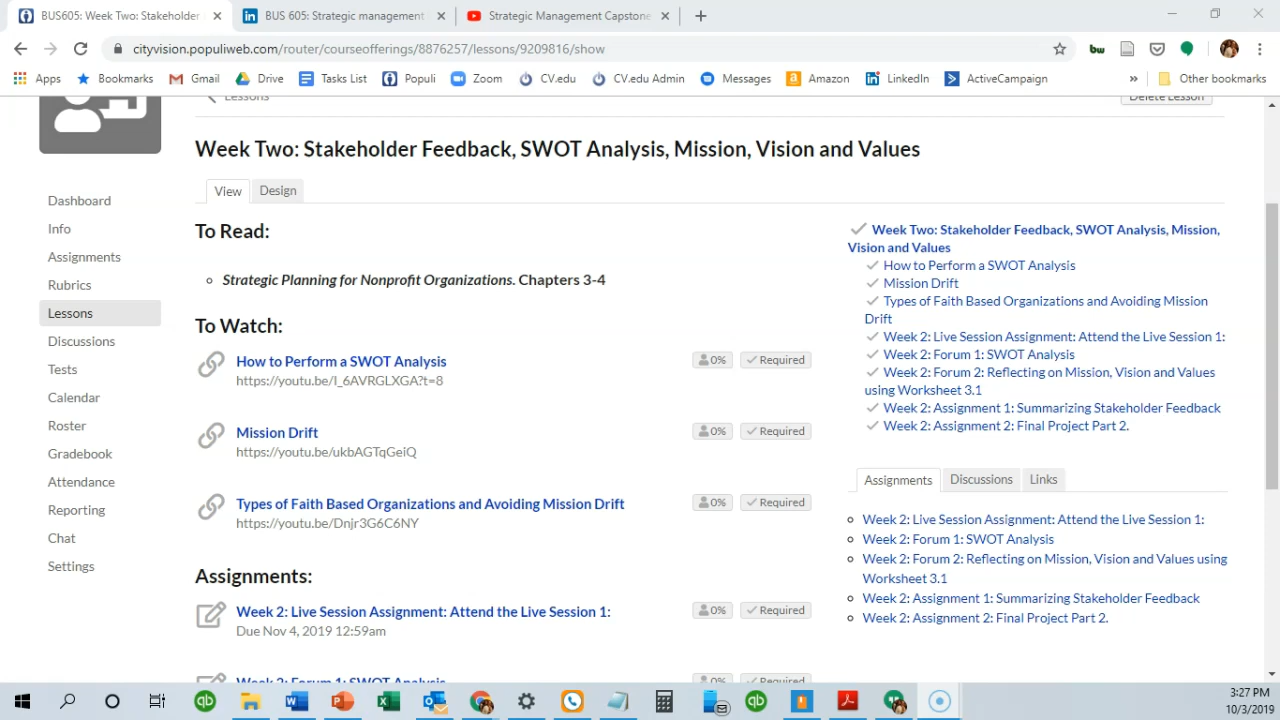 BUS605: Week Two: Stakeholder
BUS 605: Strategic management
Strategic Management Capstone
cityvision.populiweb.com/router/courseofferings/8876257/lessons/9209816/show
Apps
Bookmarks
Gmail
Drive
Tasks List
Populi
Zoom
CV.edu
CV.edu Admin
Messages
Amazon
LinkedIn
ActiveCampaign
»
Other bookmarks
Lessons
Delete Lesson
Week Two: Stakeholder Feedback, SWOT Analysis, Mission, Vision and Values
View
Design
Dashboard
Info
Assignments
Rubrics
Lessons
Discussions
Tests
Calendar
Roster
Gradebook
Attendance
Reporting
Chat
Settings
To Read:
Strategic Planning for Nonprofit Organizations. Chapters 3-4
To Watch:
How to Perform a SWOT Analysis
0% Required
https://youtu.be/I_6AVRGLXGA?t=8
Mission Drift
0% Required
https://youtu.be/ukbAGTqGeiQ
Types of Faith Based Organizations and Avoiding Mission Drift
0% Required
https://youtu.be/Dnjr3G6C6NY
Assignments:
Week 2: Live Session Assignment: Attend the Live Session 1:
0% Required
Due Nov 4, 2019 12:59am
Week 2: Forum 1: SWOT Analysis
0% Required
Week Two: Stakeholder Feedback, SWOT Analysis, Mission,
Vision and Values
How to Perform a SWOT Analysis
Mission Drift
Types of Faith Based Organizations and Avoiding Mission
Drift
Week 2: Live Session Assignment: Attend the Live Session 1:
Week 2: Forum 1: SWOT Analysis
Week 2: Forum 2: Reflecting on Mission, Vision and Values
using Worksheet 3.1
Week 2: Assignment 1: Summarizing Stakeholder Feedback
Week 2: Assignment 2: Final Project Part 2.
Assignments
Discussions
Links
Week 2: Live Session Assignment: Attend the Live Session 1:
Week 2: Forum 1: SWOT Analysis
Week 2: Forum 2: Reflecting on Mission, Vision and Values using
Worksheet 3.1
Week 2: Assignment 1: Summarizing Stakeholder Feedback
Week 2: Assignment 2: Final Project Part 2.
3:27 PM
10/3/2019